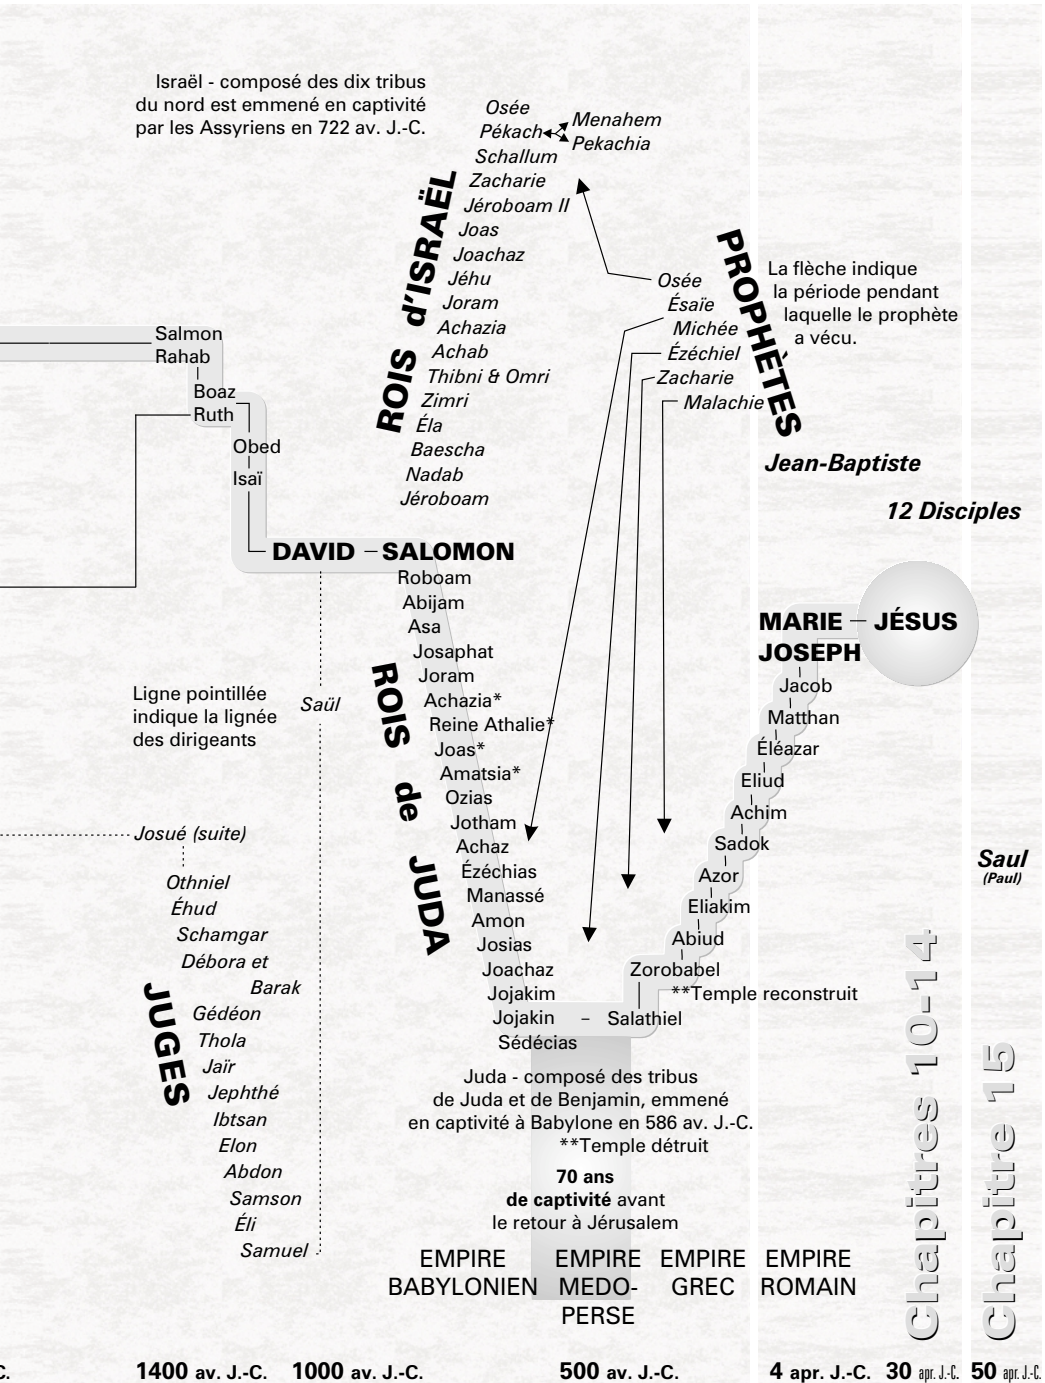 Israël - composé des dix tribus
du nord est emmené en captivité
par les Assyriens en 722 av. J.-C.
Osée
Pékach
Menahem
Pekachia
Schallum
Zacharie
Jéroboam II
Joas
Joachaz
Jéhu
Joram
Achazia
Achab
Thibni & Omri
Zimri
Éla
Baescha
Nadab
Jéroboam
ROIS d'ISRAËL
PROPHÈTES
Osée
Ésaïe
Michée
Ézéchiel
Zacharie
Malachie
La flèche indique
la période pendant
laquelle le prophète
a vécu.
Jean-Baptiste
12 Disciples
Salmon
Rahab
Boaz
Ruth
Obed
Isaï
DAVID – SALOMON
Roboam
Abijam
Asa
Josaphat
Joram
Achazia*
Reine Athalie*
Joas*
Amatsia*
Ozias
Jotham
Achaz
Ézéchias
Manassé
Amon
Josias
Joachaz
Jojakim
Jojakin – Salathiel
Sédécias
ROIS de JUDA
Ligne pointillée
indique la lignée
des dirigeants
Saül
Josué (suite)
Othniel
Éhud
Schamgar
Débora et
Barak
Gédéon
Thola
Jaïr
Jephthé
Ibtsan
Elon
Abdon
Samson
Éli
Samuel
JUGES
MARIE – JÉSUS
JOSEPH
Jacob
Matthan
Éléazar
Eliud
Achim
Sadok
Azor
Eliakim
Abiud
Zorobabel
**Temple reconstruit
Saul
(Paul)
Juda - composé des tribus
de Juda et de Benjamin, emmené
en captivité à Babylone en 586 av. J.-C.
**Temple détruit
70 ans
de captivité avant
le retour à Jérusalem
EMPIRE
BABYLONIEN
EMPIRE
MEDO-
PERSE
EMPIRE
GREC
EMPIRE
ROMAIN
Chapitres 10-14
Chapitre 15
C.
1400 av. J.-C.
1000 av. J.-C.
500 av. J.-C.
4 apr. J.-C.
30 apr. J.-C.
50 apr. J.-C.